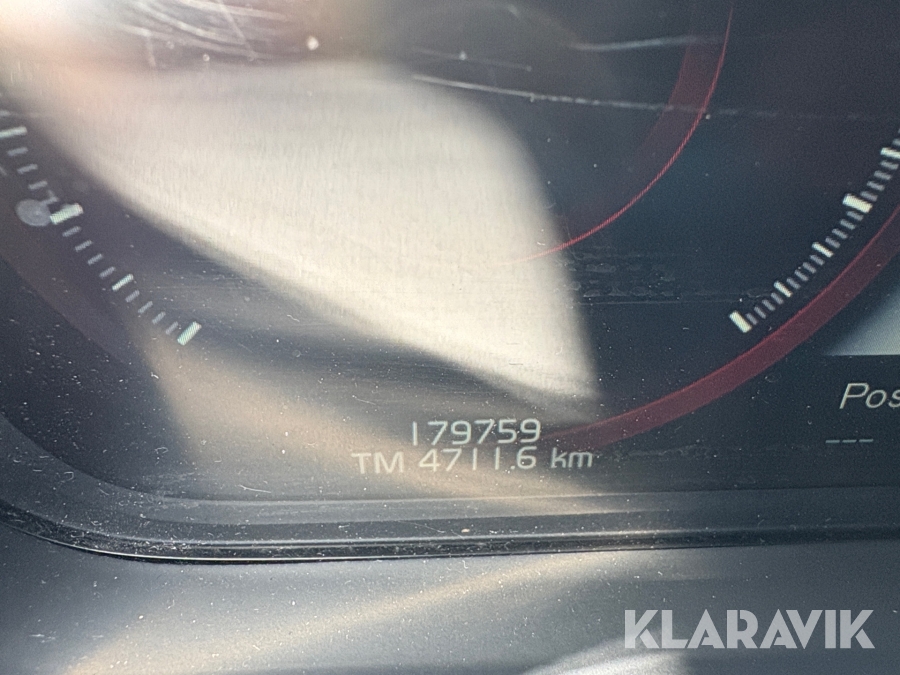 179759
TM 4711.6 km
Pos
---
KLARAVIK